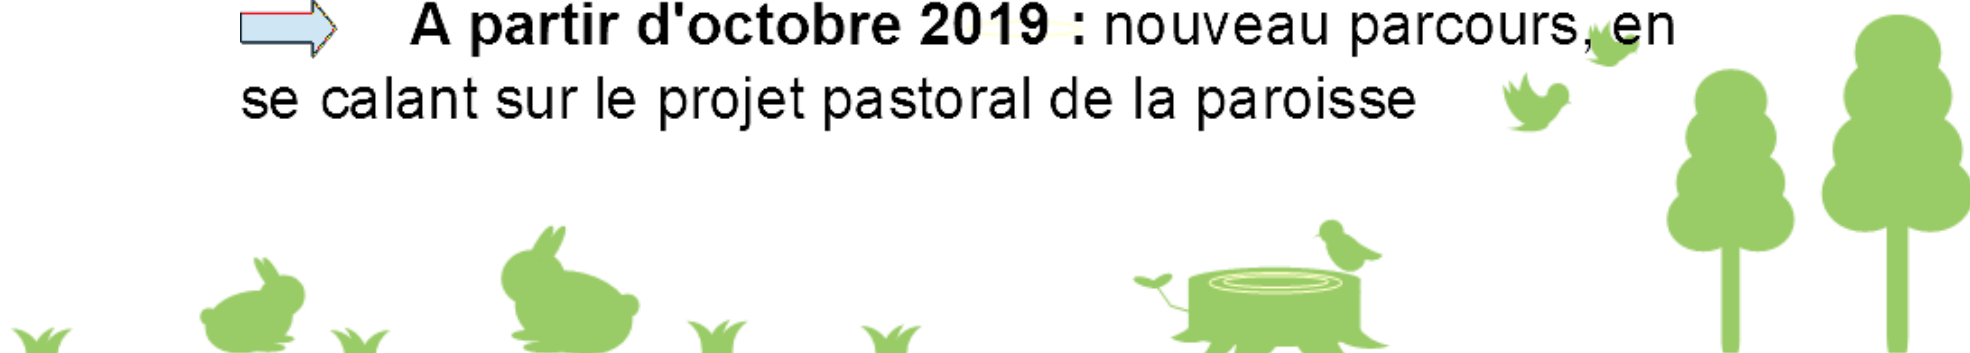 A partir d'octobre 2019 : nouveau parcours, en
se calant sur le projet pastoral de la paroisse